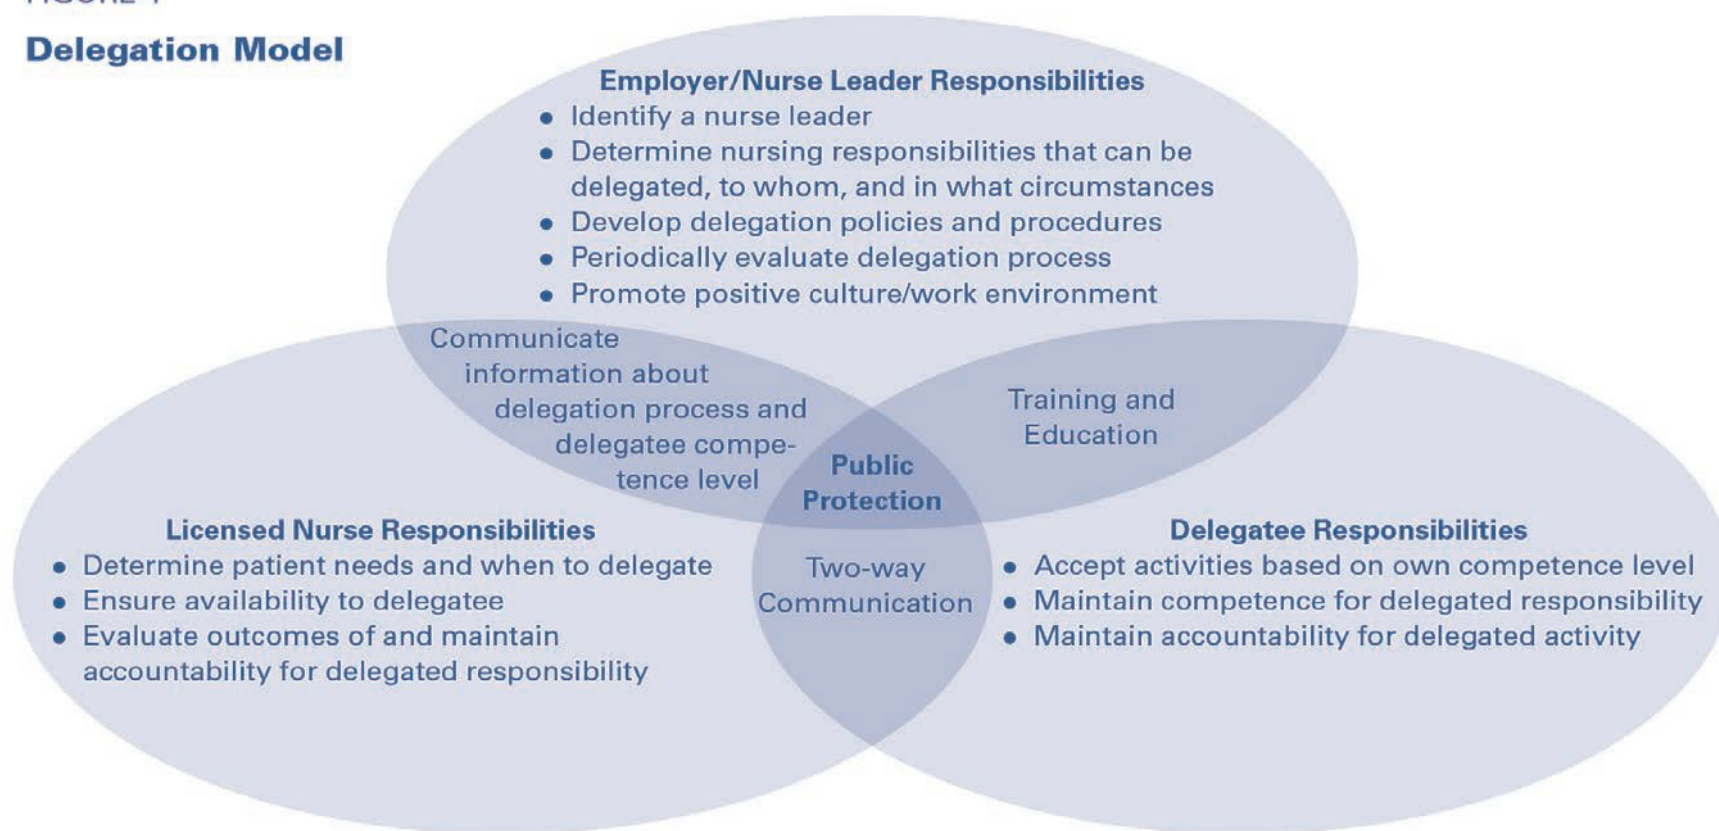 Delegation Model
Employer/Nurse Leader Responsibilities
• Identify a nurse leader
• Determine nursing responsibilities that can be
delegated, to whom, and in what circumstances
• Develop delegation policies and procedures
• Periodically evaluate delegation process
• Promote positive culture/work environment
Communicate
information about
delegation process and
delegatee compe-
tence level
Training and
Education
Public
Protection
Licensed Nurse Responsibilities
• Determine patient needs and when to delegate
• Ensure availability to delegatee
• Evaluate outcomes of and maintain
accountability for delegated responsibility
Two-way
Communication
Delegatee Responsibilities
• Accept activities based on own competence level
• Maintain competence for delegated responsibility
• Maintain accountability for delegated activity